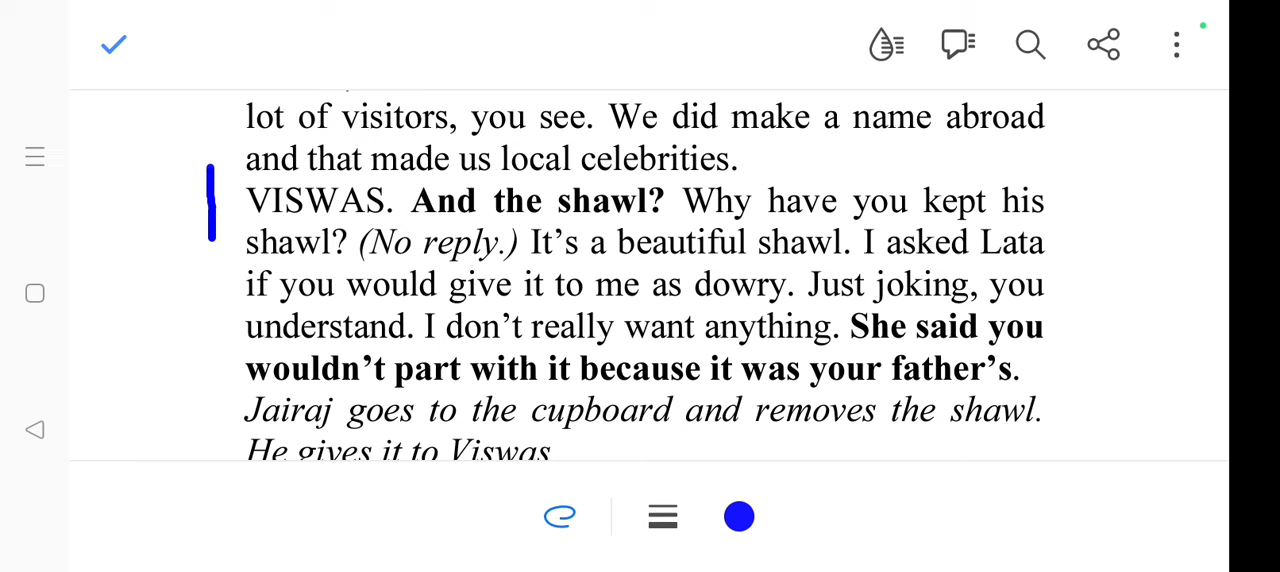 lot of visitors, you see. We did make a name abroad
and that made us local celebrities.
VISWAS. And the shawl? Why have you kept his
shawl? (No reply.) It's a beautiful shawl. I asked Lata
if you would give it to me as dowry. Just joking, you
understand. I don't really want anything. She said you
wouldn't part with it because it was your father's.
Jairaj goes to the cupboard and removes the shawl.
He gives it to Viswas